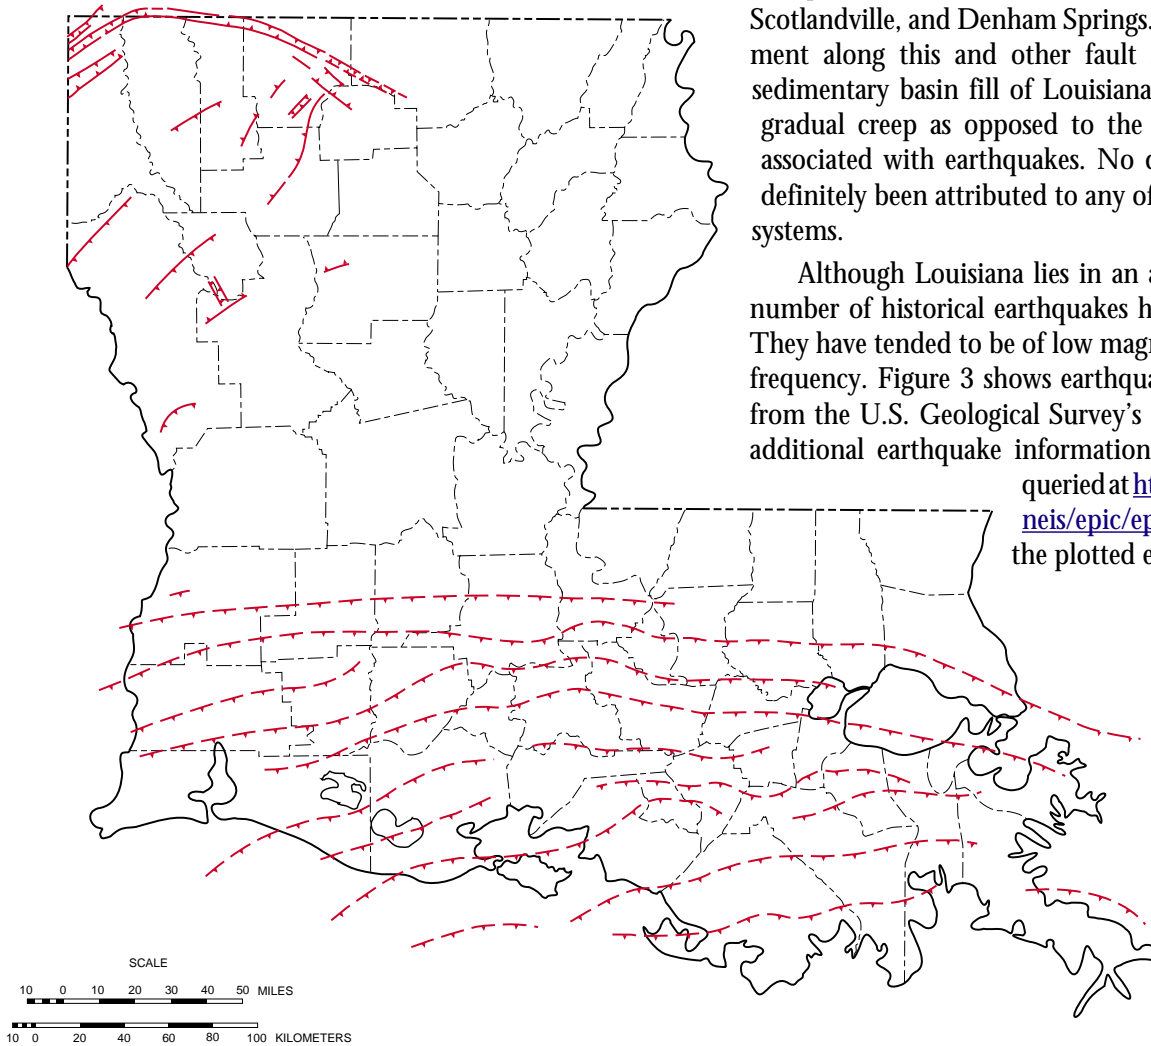 Scotlandville, and Denham Springs.
ment along this and other fault
sedimentary basin fill of Louisiana
gradual creep as opposed to the
associated with earthquakes. No
definitely been attributed to any of
systems.
Although Louisiana lies in an a
number of historical earthquakes h
They have tended to be of low magn
frequency. Figure 3 shows earthqua
from the U.S. Geological Survey's
additional earthquake information
queried at ht
neis/epic/ep
the plotted e
SCALE
10 0 10 20 30 40 50 MILES
10 0 20 40 60 80 100 KILOMETERS